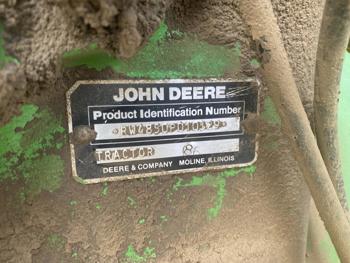 JOHN DEERE
Product Identification Number
TRACTOR
DEERE & COMPANY MOLINE, ILLINOIS